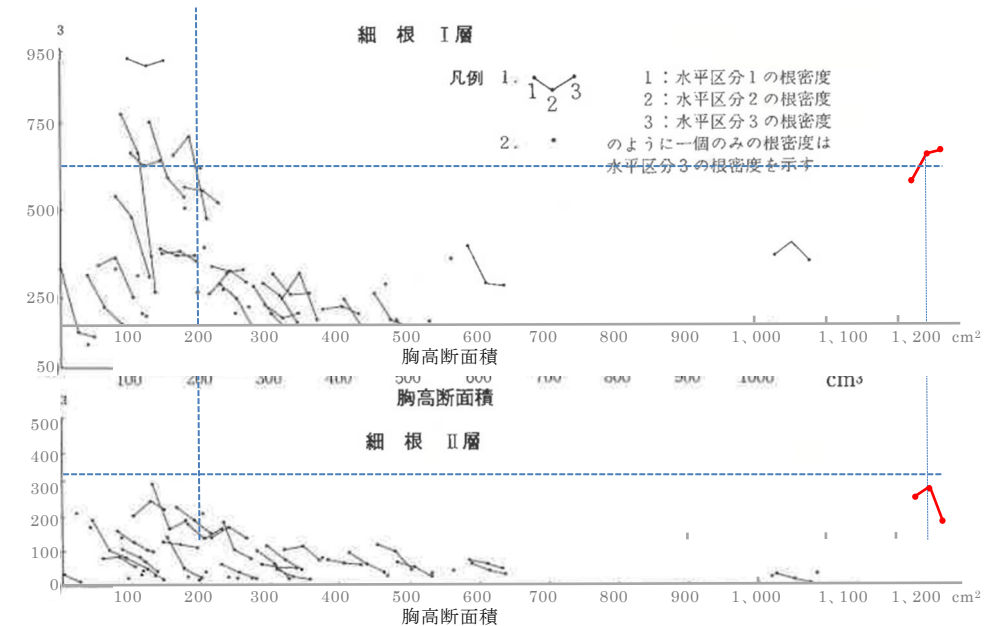 3
細 根 I層
950
凡例 1.
1 2 3
1：水平区分1の根密度
2：水平区分2の根密度
3：水平区分3の根密度
750
2.
のように一個のみの根密度は
水平区分3の根密度を示す
500
250
100 200 300 400 500 600 700 800 900 1,000 1,100 1,200 cm²
胸高断面積
50
100 200 300 400 500 600 700 800 900 1000 cm³
胸高断面積
3
細 根 II層
500
400
300
200
100
0
100 200 300 400 500 600 700 800 900 1,000 1,100 1,200 cm²
胸高断面積